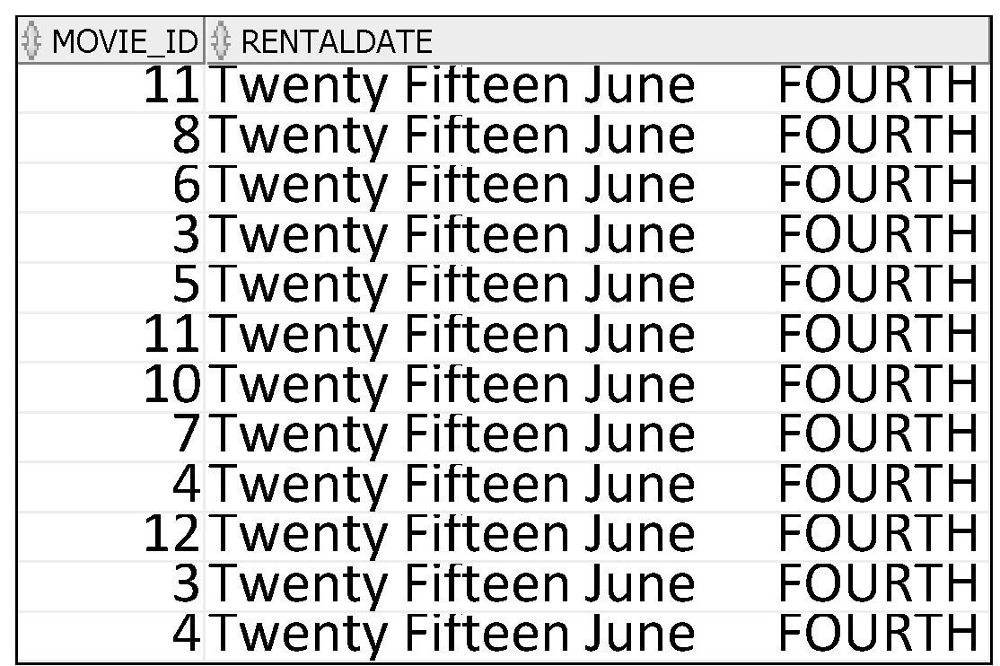 MOVIE_ID RENTALDATE
11 Twenty Fifteen June FOURTH
8 Twenty Fifteen June FOURTH
6 Twenty Fifteen June FOURTH
3 Twenty Fifteen June FOURTH
5 Twenty Fifteen June FOURTH
11 Twenty Fifteen June FOURTH
10 Twenty Fifteen June FOURTH
7 Twenty Fifteen June FOURTH
4 Twenty Fifteen June FOURTH
12 Twenty Fifteen June FOURTH
3 Twenty Fifteen June FOURTH
4 Twenty Fifteen June FOURTH